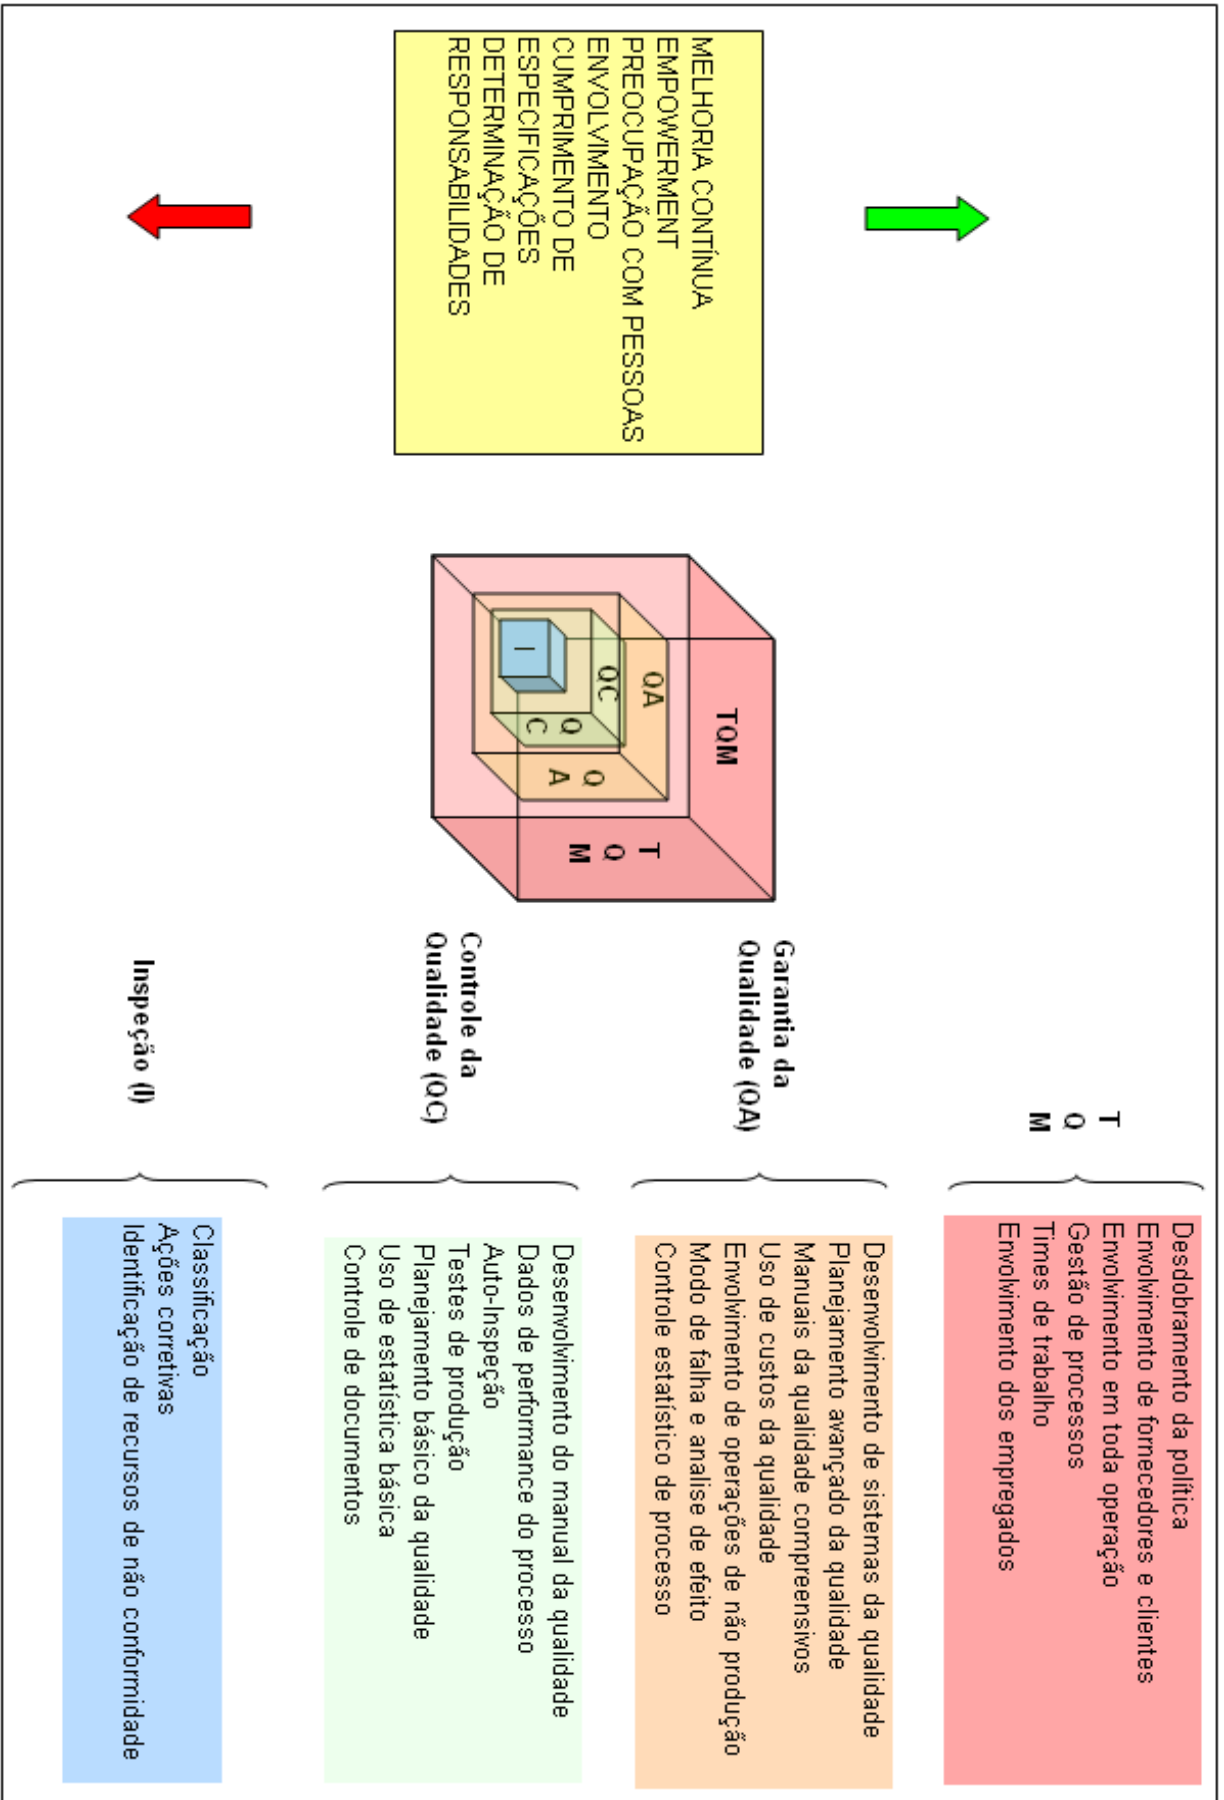 MELHORIA CONTÍNUA
EMPOWERMENT
PREOCUPAÇÃO COM PESSOAS
ENVOLVIMENTO
CUMPRIMENTO DE
ESPECIFICAÇÕES
DETERMINAÇÃO DE
RESPONSABILIDADES
TQM
T
Q
M
QA
Q
A
QC
Q
C
I
T
Q
M
Desdobramento da política
Envolvimento de fornecedores e clientes
Envolvimento em toda operação
Gestão de processos
Times de trabalho
Envolvimento dos empregados
Garantia da
Qualidade (QA)
Desenvolvimento de sistemas da qualidade
Planejamento avançado da qualidade
Manuais da qualidade compreensivos
Uso de custos da qualidade
Envolvimento de operações de não produção
Modo de falha e analise de efeito
Controle estatístico de processo
Controle da
Qualidade (QC)
Desenvolvimento do manual da qualidade
Dados de performance do processo
Auto-Inspeção
Testes de produção
Planejamento básico da qualidade
Uso de estatística básica
Controle de documentos
Inspeção (I)
Classificação
Ações corretivas
Identificação de recursos de não conformidade